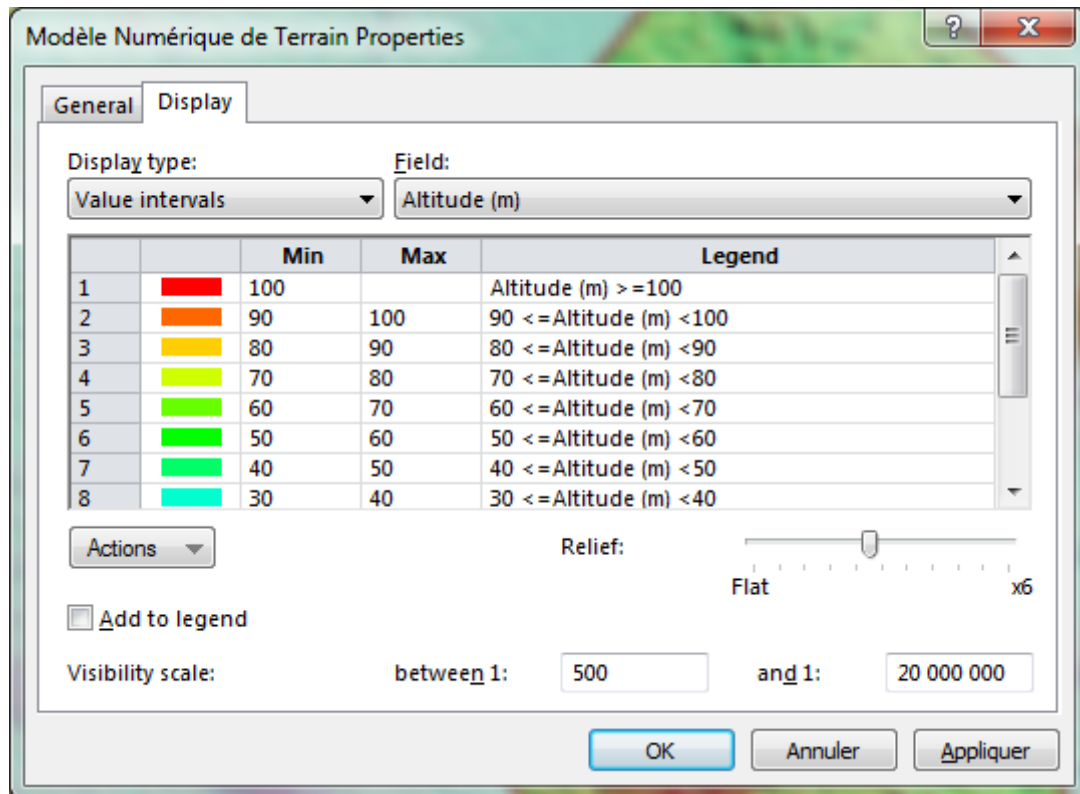 Modèle Numérique de Terrain Properties
General Display
Display type: Field:
Value intervals Altitude (m)
Min Max Legend
1 100 Altitude (m) >=100
2 90 100 90 <=Altitude (m) <100
3 80 90 80 <=Altitude (m) <90
4 70 80 70 <=Altitude (m) <80
5 60 70 60 <=Altitude (m) <70
6 50 60 50 <=Altitude (m) <60
7 40 50 40 <=Altitude (m) <50
8 30 40 30 <=Altitude (m) <40
Actions Relief:
Flat x6
Add to legend
Visibility scale: between 1: 500 and 1: 20 000 000
OK Annuler Appliquer